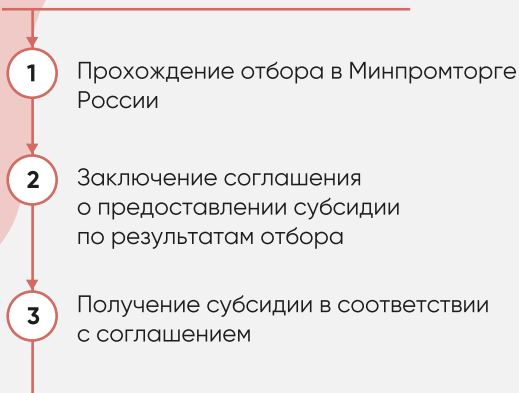 1
Прохождение отбора в Минпромторге
России
2
Заключение соглашения
о предоставлении субсидии
по результатам отбора
3
Получение субсидии в соответствии
с соглашением